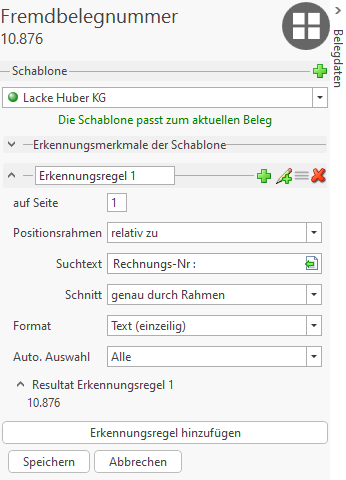 Fremdbelegnummer
10.876
Belegdaten
Schablone
Lacke Huber KG
Die Schablone passt zum aktuellen Beleg
Erkennungsmerkmale der Schablone
Erkennungsregel 1
auf Seite 1
Positionsrahmen relativ zu
Suchtext Rechnungs-Nr:
Schnitt genau durch Rahmen
Format Text (einzeilig)
Auto. Auswahl Alle
Resultat Erkennungsregel 1
10.876
Erkennungsregel hinzufügen
Speichern Abbrechen